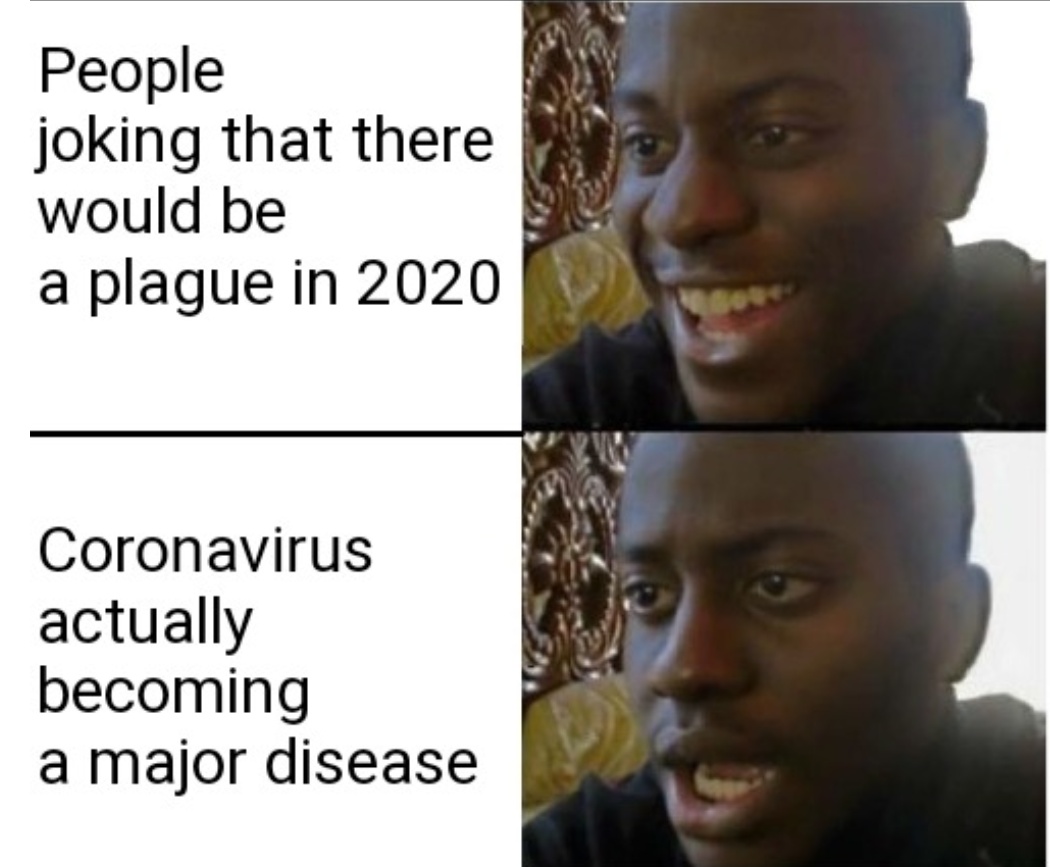 People
joking that there
would be
a plague in 2020
Coronavirus
actually
becoming
a major disease